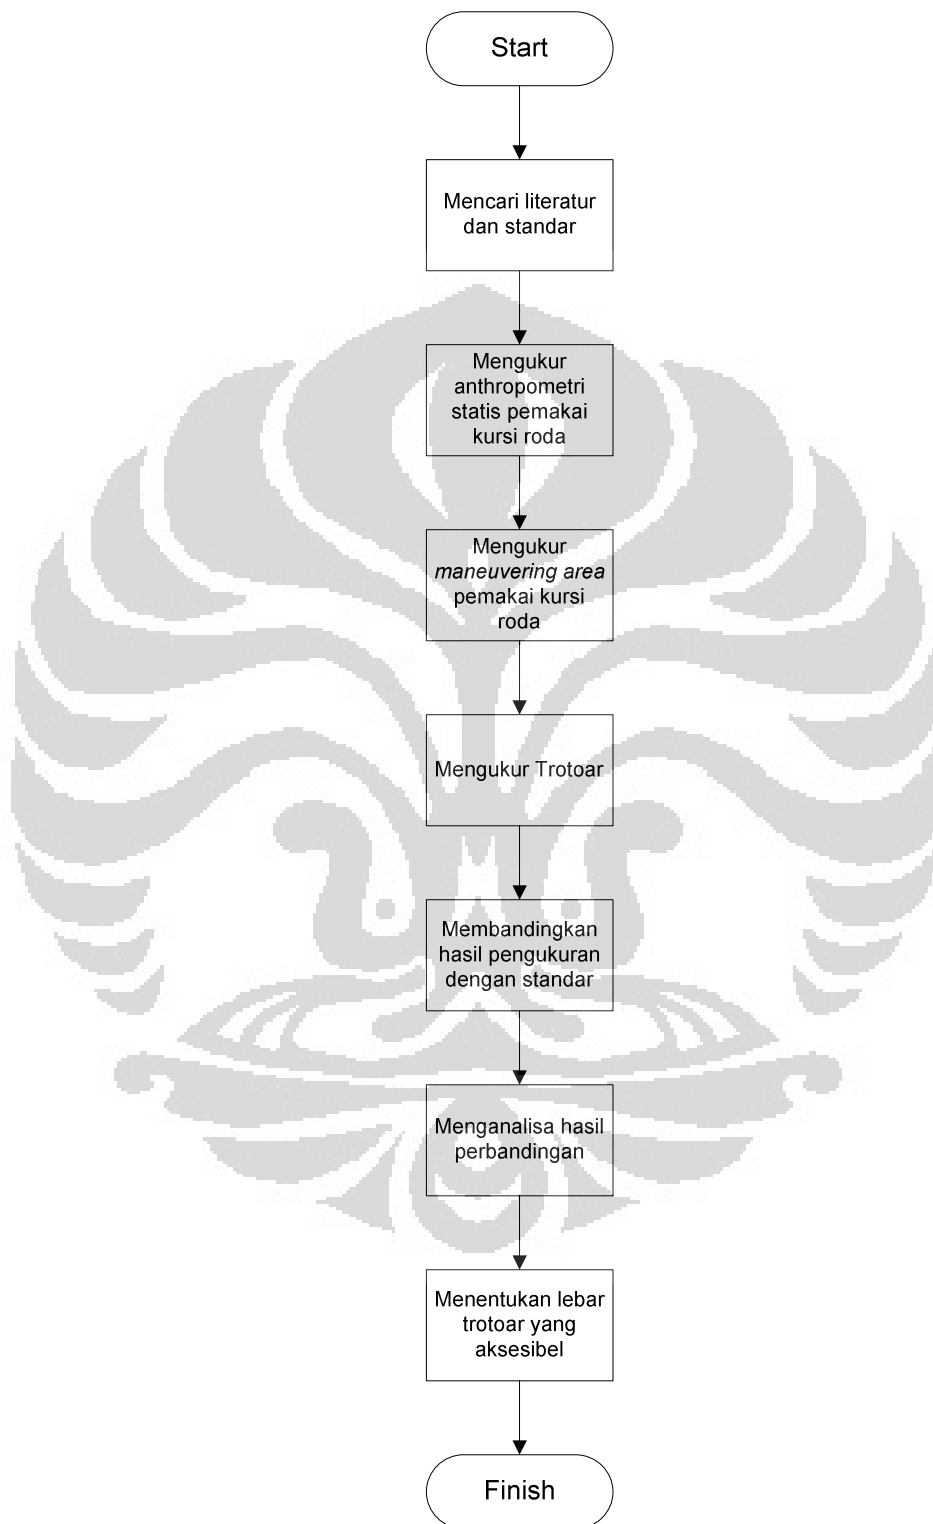 Start
Mencari literatur
dan standar
Mengukur
anthropometri
statis pemakai
kursi roda
Mengukur
maneuvering area
pemakai kursi
roda
Mengukur Trotoar
Membandingkan
hasil pengukuran
dengan standar
Menganalisa hasil
perbandingan
Menentukan lebar
trotoar yang
aksesibel
Finish